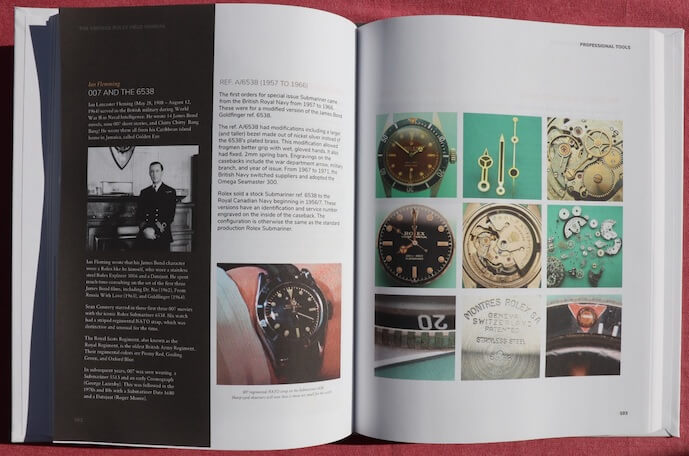 THE VINTAGE ROLEX FIELD MANUAL
Ian Flemming
007 AND THE 6538
Ian Lancaster Fleming (May 28, 1908 – August 12,
1964) served in the British military during World
War II in Naval Intelligence. He wrote 14 James Bond
novels, nine 007 short stories, and Chitty Chitty Bang
Bang! He wrote them all from his Caribbean island
home in Jamaica, called Golden Eye.
Ian Fleming wrote that his James Bond character
wore a Rolex like he himself, who wore a stainless
steel Rolex Explorer 1016 and a Datejust. He spent
much time consulting on the set of the first three
James Bond films, including Dr. No (1962), From
Russia With Love (1963), and Goldfinger (1964).
Sean Connery starred in these first three 007 movies
with the iconic Rolex Submariner 6538. His watch
had a striped regimental NATO strap, which was
distinctive and unusual for the time.
The Royal Scots Regiment, also known as the
Royal Regiment, is the oldest British Army Regiment.
Their regimental colors are Peony Red, Gosling
Green, and Oxford Blue.
In subsequent years, 007 was seen wearing a
Submariner 5513 and an early Cosmograph
(George Lazenby). This was followed in the
1970s and 80s with a Submariner Date 1680
and a Datejust (Roger Moore).
102
REF. A/6538 (1957 TO 1966)
The first orders for special issue Submariner came
from the British Royal Navy from 1957 to 1966.
These were for a modified version of the James Bond
Goldfinger ref. 6538.
The ref. A/6538 had modifications including a larger
(and taller) bezel made out of nickel silver instead of
the 6538's plated brass. This modification allowed
frogmen better grip with wet, gloved hands. It also
had fixed, 2mm spring bars. Engravings on the
casebacks include the war department arrow, military
branch, and year of issue. From 1967 to 1971, the
British Navy switched suppliers and adopted the
Omega Seamaster 300.
Rolex sold a stock Submariner ref. 6538 to the
Royal Canadian Navy beginning in 1956/7. These
versions have an identification and service number
engraved on the inside of the caseback. The
configuration is otherwise the same as the standard
production Rolex Submariner.
007 regimental NATO strap on the Submariner 6538.
PROFESSIONAL TOOLS
ROLEX
20
MONTRES ROLEX SA
GENEVA
SWITZERLAND
PATENTED
STAINLESS STEEL
103